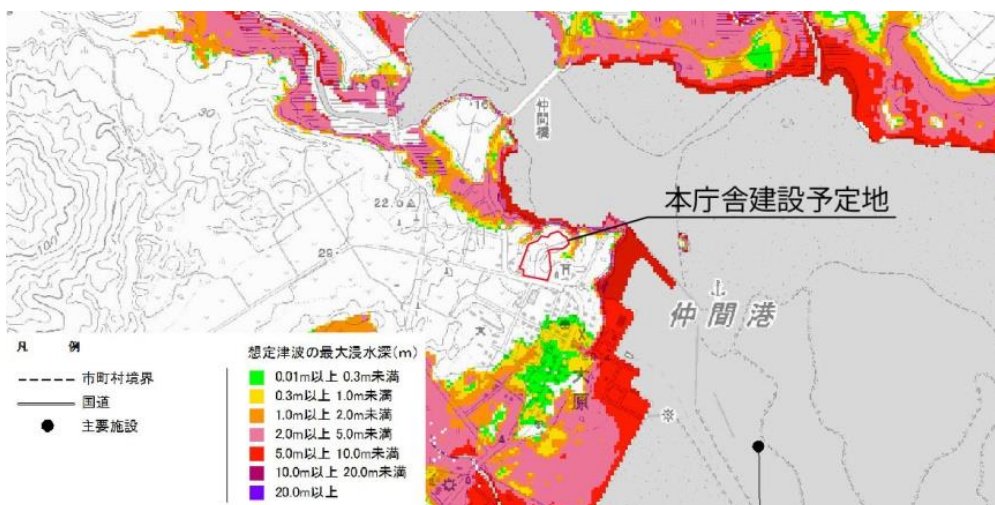 16
仲間橋
30
本庁舎建設予定地
22.0
29
100
仲間港
大原
凡 例
市町村境界
国道
主要施設
想定津波の最大浸水深(m)
0.01m以上 0.3m未満
0.3m以上 1.0m未満
1.0m以上 2.0m未満
2.0m以上 5.0m未満
5.0m以上 10.0m未満
10.0m以上 20.0m未満
20.0m以上